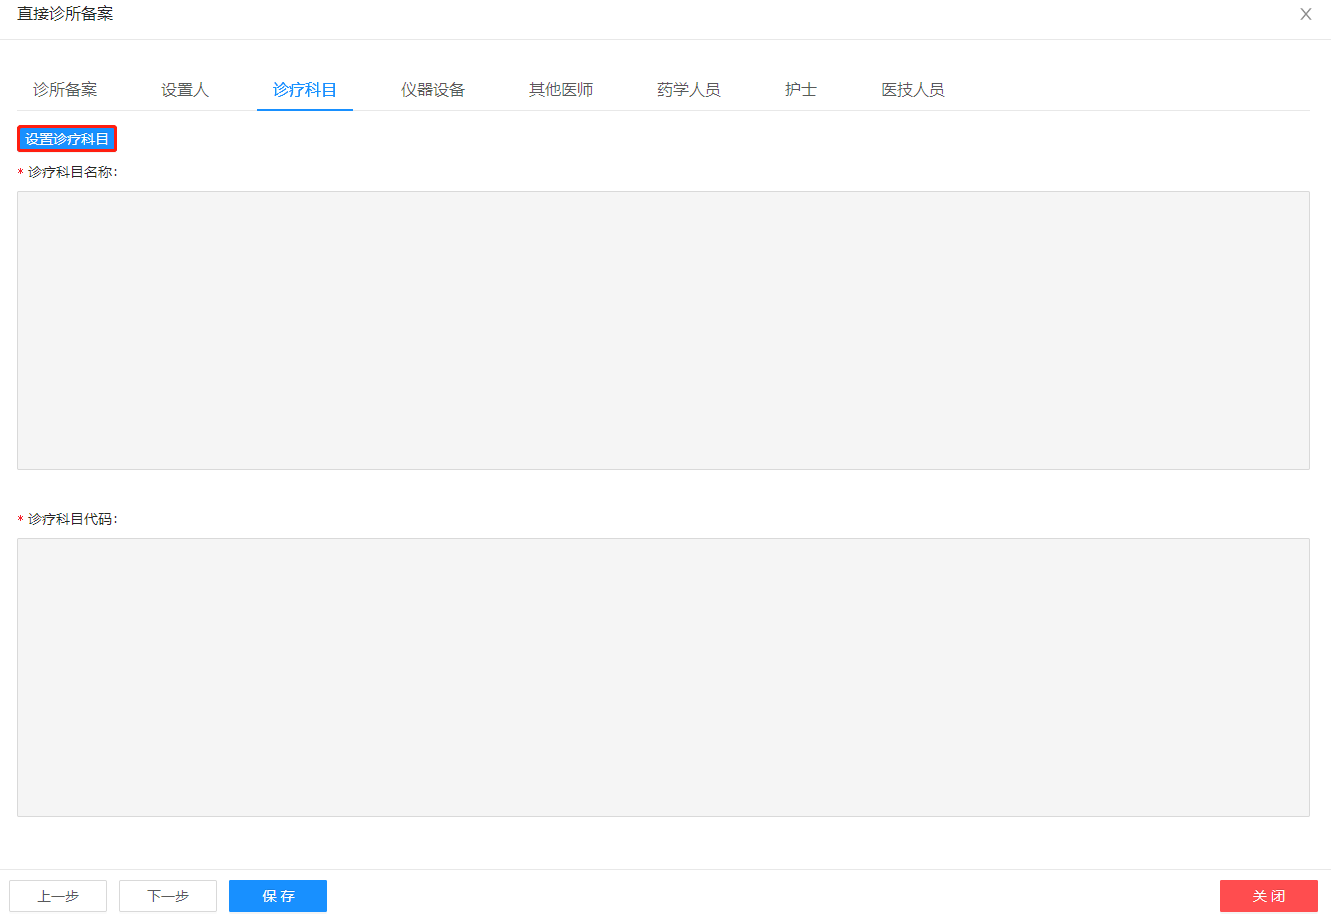 直接诊所备案
诊所备案 设置人 诊疗科目 仪器设备 其他医师 药学人员 护士 医技人员
设置诊疗科目
* 诊疗科目名称:
* 诊疗科目代码:
上一步 下一步 保 存 关 闭